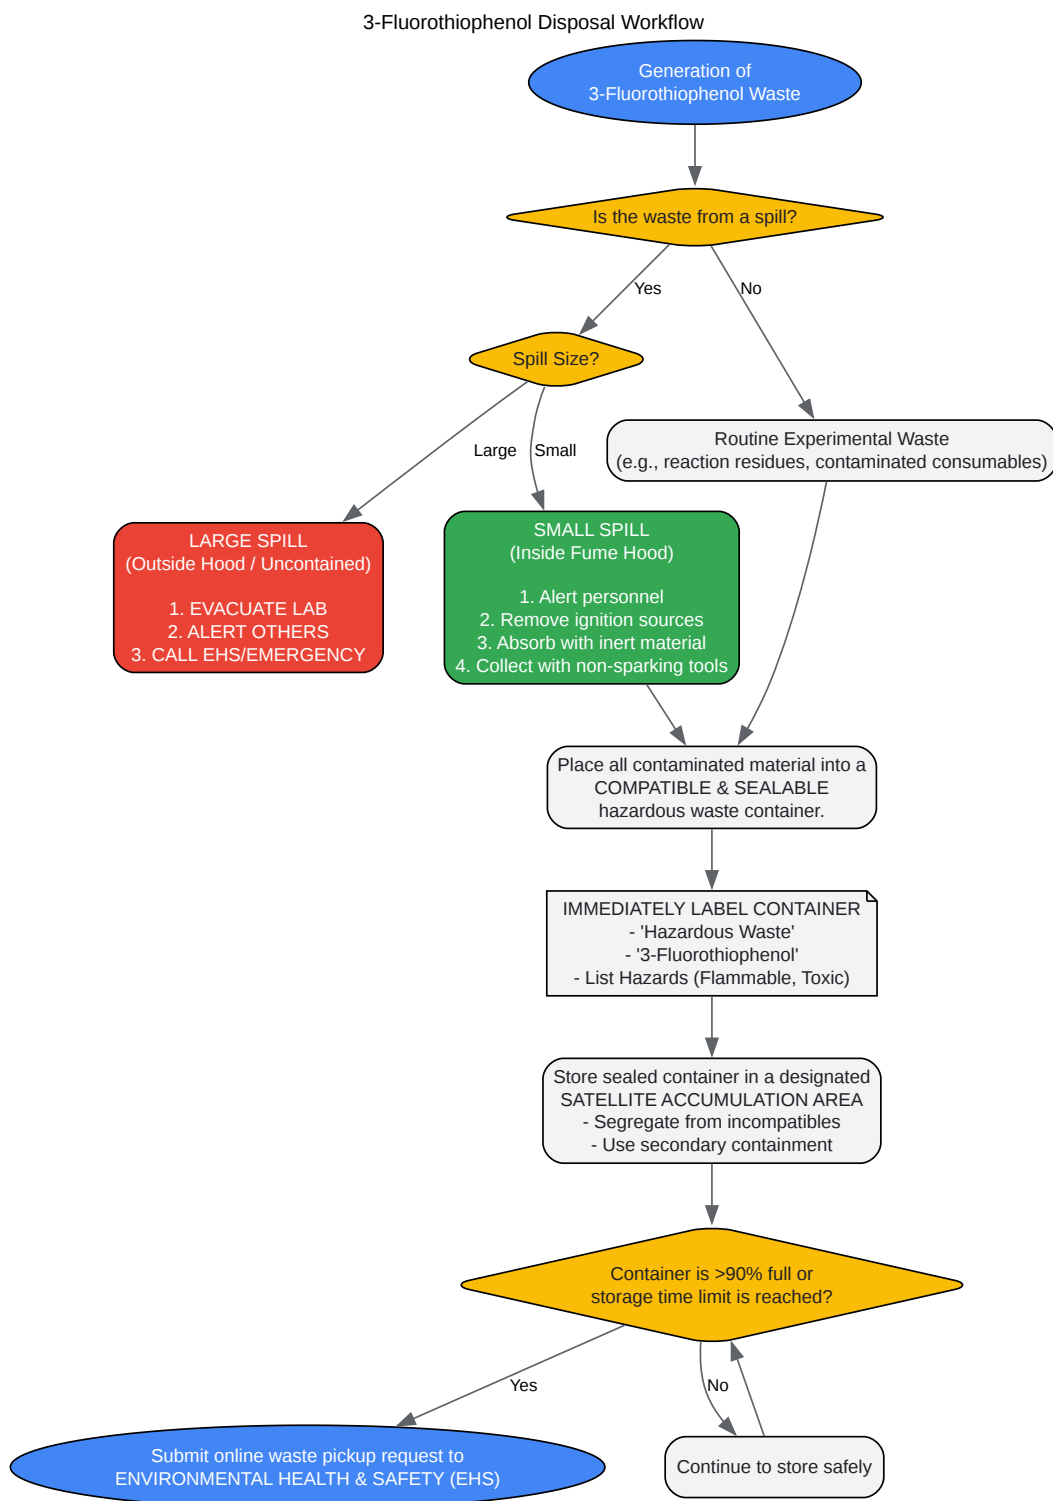 3-Fluorothiophenol Disposal Workflow
Generation of
3-Fluorothiophenol Waste
Is the waste from a spill?
Yes
No
Spill Size?
Large
Small
Routine Experimental Waste
(e.g., reaction residues, contaminated consumables)
LARGE SPILL
(Outside Hood / Uncontained)
1. EVACUATE LAB
2. ALERT OTHERS
3. CALL EHS/EMERGENCY
SMALL SPILL
(Inside Fume Hood)
1. Alert personnel
2. Remove ignition sources
3. Absorb with inert material
4. Collect with non-sparking tools
Place all contaminated material into a
COMPATIBLE & SEALABLE
hazardous waste container.
IMMEDIATELY LABEL CONTAINER
- 'Hazardous Waste'
- '3-Fluorothiophenol'
- List Hazards (Flammable, Toxic)
Store sealed container in a designated
SATELLITE ACCUMULATION AREA
- Segregate from incompatibles
- Use secondary containment
Container is >90% full or
storage time limit is reached?
Yes
No
Submit online waste pickup request to
ENVIRONMENTAL HEALTH & SAFETY (EHS)
Continue to store safely